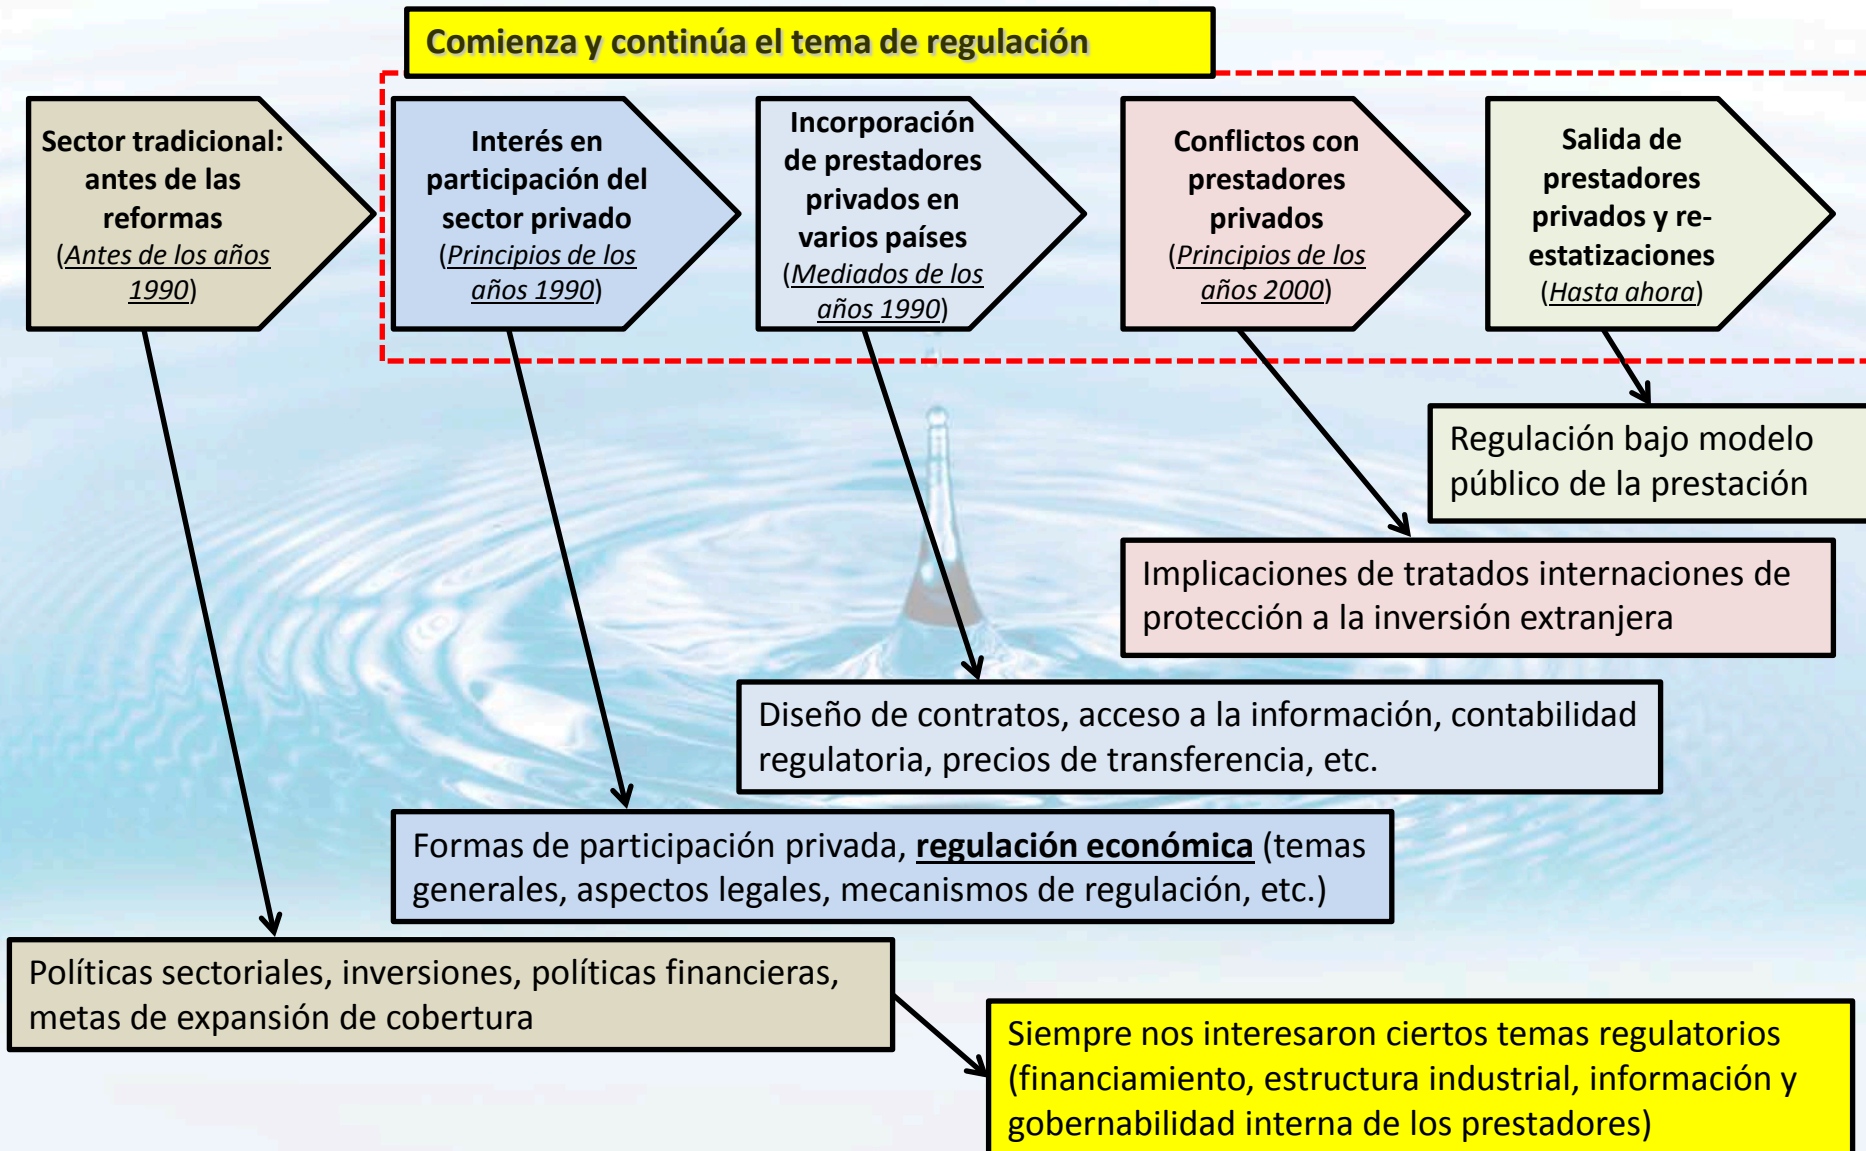 Comienza y continúa el tema de regulación
Sector tradicional:
antes de las
reformas
(Antes de los años
1990)
Interés en
participación del
sector privado
(Principios de los
años 1990)
Incorporación
de prestadores
privados en
varios países
(Mediados de los
años 1990)
Conflictos con
prestadores
privados
(Principios de los
años 2000)
Salida de
prestadores
privados y re-
estatizaciones
(Hasta ahora)
Regulación bajo modelo
público de la prestación
Implicaciones de tratados internaciones de
protección a la inversión extranjera
Diseño de contratos, acceso a la información, contabilidad
regulatoria, precios de transferencia, etc.
Formas de participación privada, regulación económica (temas
generales, aspectos legales, mecanismos de regulación, etc.)
Políticas sectoriales, inversiones, políticas financieras,
metas de expansión de cobertura
Siempre nos interesaron ciertos temas regulatorios
(financiamiento, estructura industrial, información y
gobernabilidad interna de los prestadores)